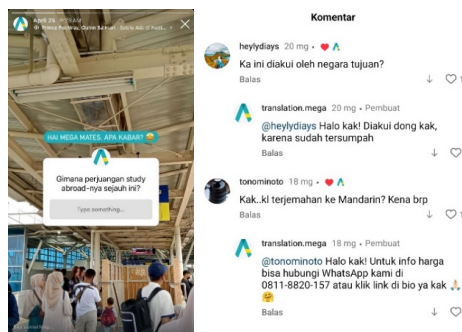 April 26
HAI MEGA MATES, APA KABAR?
Gimana perjuangan study
abroad-nya sejauh ini?
Type something...
Komentar
heylydiays 20 mg
Ka ini diakui oleh negara tujuan?
Balas
translation.mega 20 mg • Pembuat
@heylydiays Halo kak! Diakui dong kak,
karena sudah tersumpah
Balas
tonominoto 18 mg
Kak..kl terjemahan ke Mandarin? Kena brp
Balas
translation.mega 18 mg • Pembuat
@tonominoto Halo kak! Untuk info harga
bisa hubungi WhatsApp kami di
0811-8820-157 atau klik link di bio ya kak
Balas